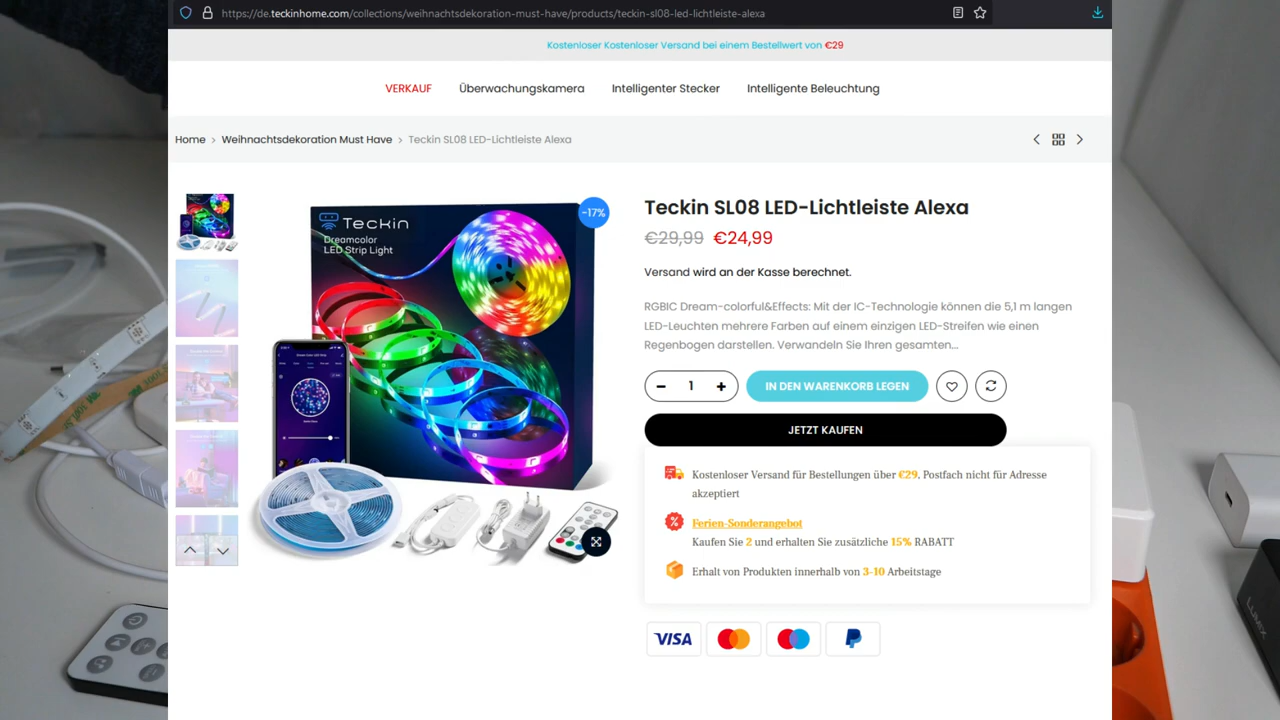 https://de.teckinhome.com/collections/weihnachtsdekoration-must-have/products/teckin-sl08-led-lichtleiste-alexa
Kostenloser Kostenloser Versand bei einem Bestellwert von €29
VERKAUF Überwachungskamera Intelligenter Stecker Intelligente Beleuchtung
Home > Weihnachtsdekoration Must Have > Teckin SL08 LED-Lichtleiste Alexa
Teckin
Dreamcolor
LED Strip Light
-17%
Teckin SL08 LED-Lichtleiste Alexa
€29,99 €24,99
Versand wird an der Kasse berechnet.
RGBIC Dream-colorful&Effects: Mit der IC-Technologie können die 5,1 m langen
LED-Leuchten mehrere Farben auf einem einzigen LED-Streifen wie einen
Regenbogen darstellen. Verwandeln Sie Ihren gesamten...
1
IN DEN WARENKORB LEGEN
JETZT KAUFEN
Kostenloser Versand für Bestellungen über €29, Postfach nicht für Adresse
akzeptiert
Ferien-Sonderangebot
Kaufen Sie 2 und erhalten Sie zusätzliche 15% RABATT
Erhalt von Produkten innerhalb von 3-10 Arbeitstage
VISA
LUMIX